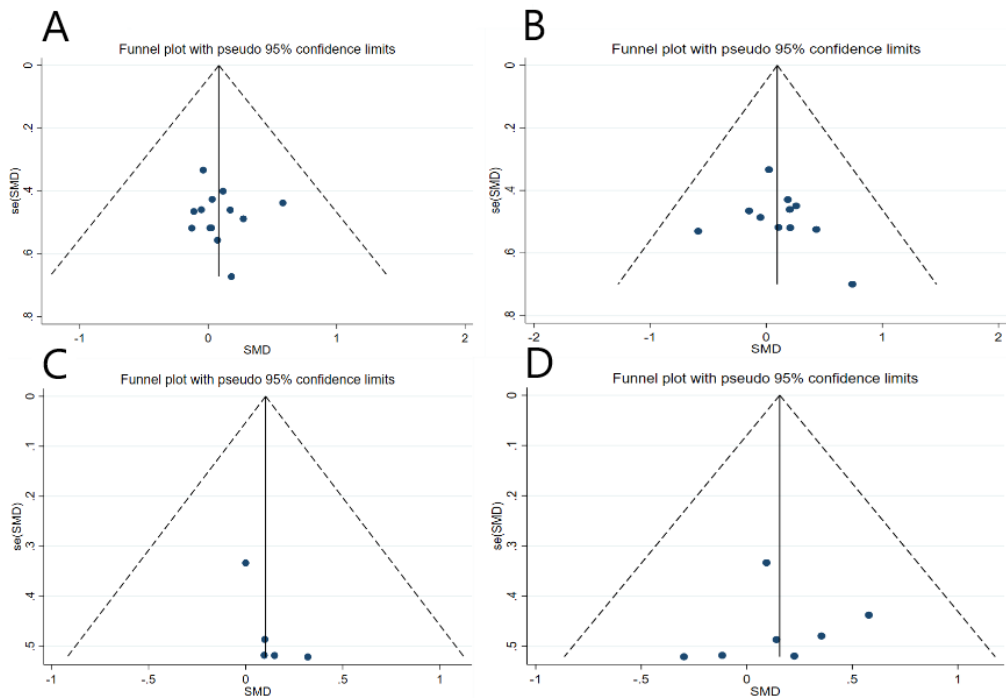 A
Funnel plot with pseudo 95% confidence limits
0
.2
.4
.6
.8
se(SMD)
-1
0
1
2
SMD
B
Funnel plot with pseudo 95% confidence limits
0
.2
.4
.6
.8
se(SMD)
-2
-1
0
1
2
SMD
C
Funnel plot with pseudo 95% confidence limits
0
.1
.2
.3
.4
.5
se(SMD)
-1
-.5
0
.5
1
SMD
D
Funnel plot with pseudo 95% confidence limits
0
.1
.2
.3
.4
.5
se(SMD)
-1
-.5
0
.5
1
SMD